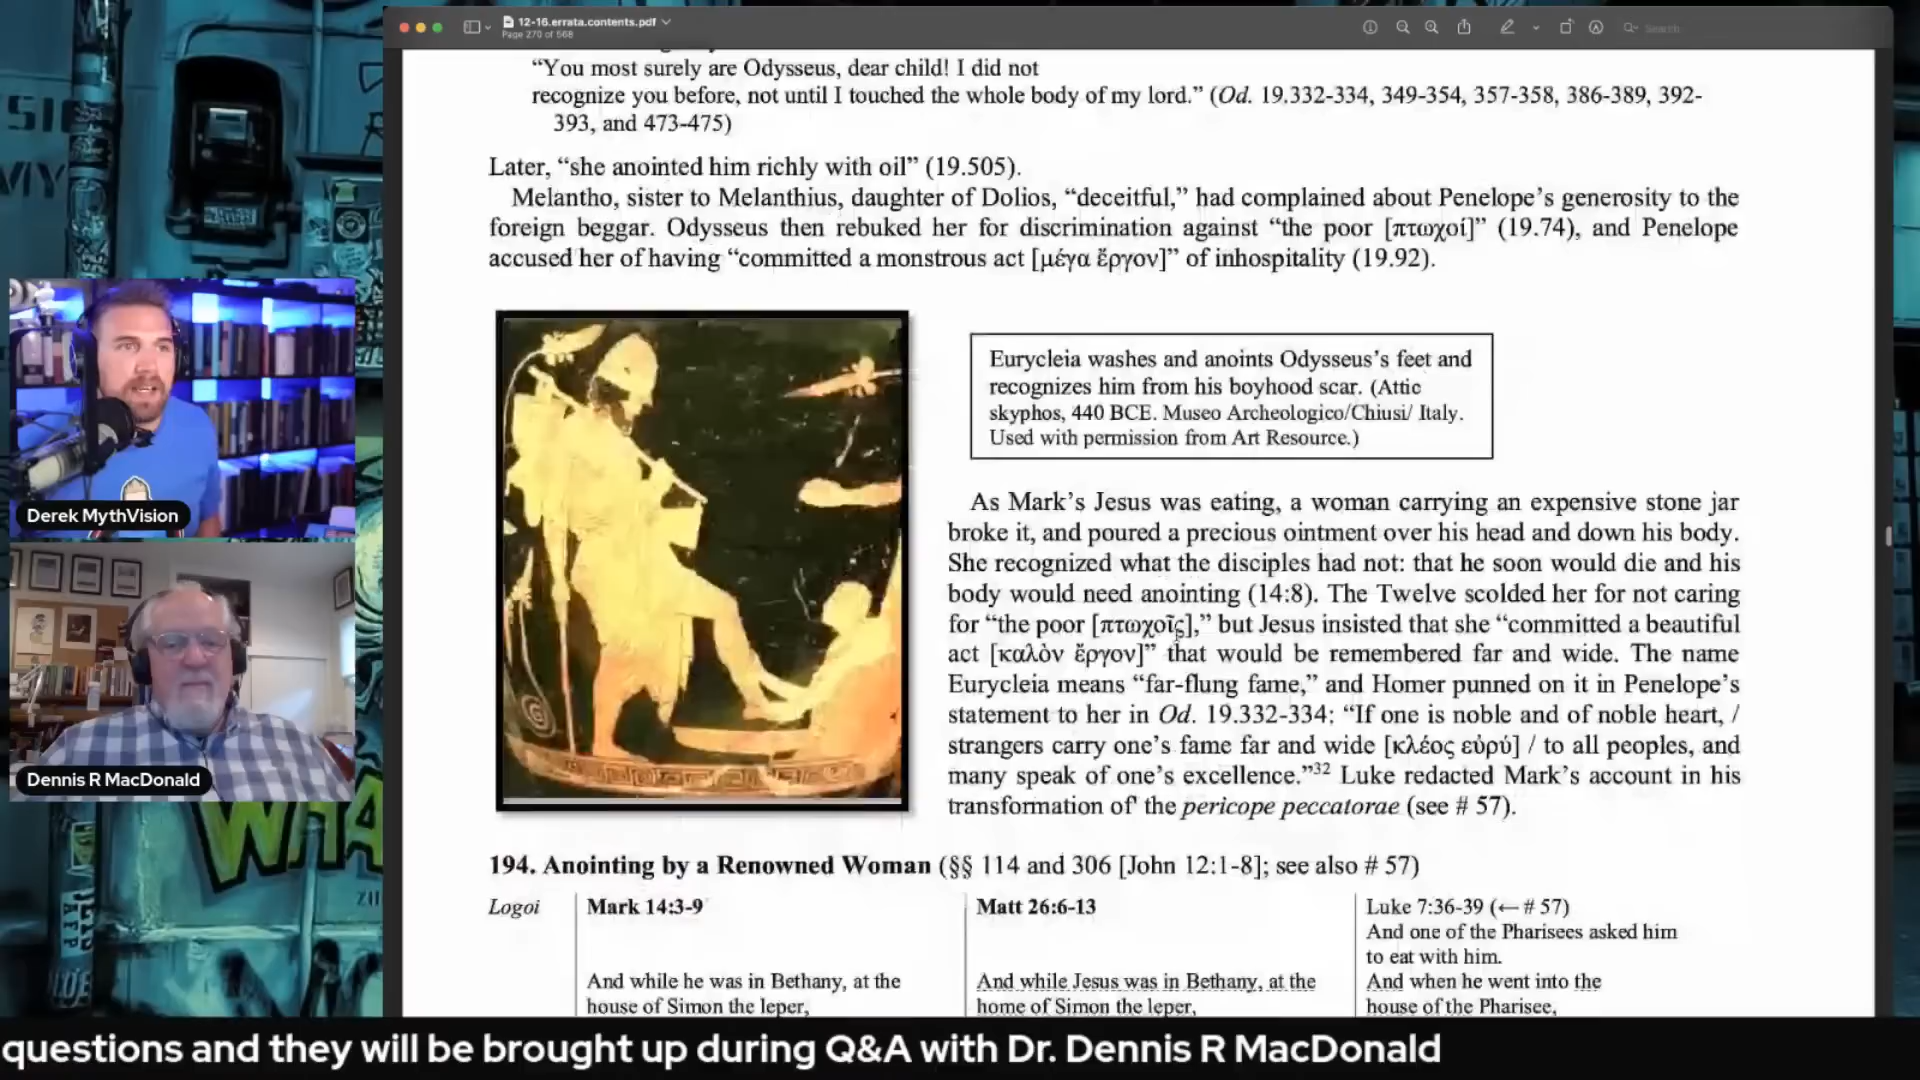 12-16.errata.contents.pdf
Page 270 of 568
Search
“You most surely are Odysseus, dear child! I did not
recognize you before, not until I touched the whole body of my lord.” (Od. 19.332-334, 349-354, 357-358, 386-389, 392-
393, and 473-475)
Later, “she anointed him richly with oil” (19.505).
Melantho, sister to Melanthius, daughter of Dolios, “deceitful,” had complained about Penelope’s generosity to the
foreign beggar. Odysseus then rebuked her for discrimination against “the poor [πτωχοί]” (19.74), and Penelope
accused her of having “committed a monstrous act [μέγα ἔργον]” of inhospitality (19.92).
Eurycleia washes and anoints Odysseus’s feet and
recognizes him from his boyhood scar. (Attic
skyphos, 440 BCE. Museo Archeologico/Chiusi/ Italy.
Used with permission from Art Resource.)
As Mark’s Jesus was eating, a woman carrying an expensive stone jar
broke it, and poured a precious ointment over his head and down his body.
She recognized what the disciples had not: that he soon would die and his
body would need anointing (14:8). The Twelve scolded her for not caring
for “the poor [πτωχοῖς],” but Jesus insisted that she “committed a beautiful
act [καλὸν ἔργον]” that would be remembered far and wide. The name
Eurycleia means “far-flung fame,” and Homer punned on it in Penelope’s
statement to her in Od. 19.332-334: “If one is noble and of noble heart, /
strangers carry one’s fame far and wide [κλέος εὐρύ] / to all peoples, and
many speak of one’s excellence.”32 Luke redacted Mark’s account in his
transformation of the pericope peccatorae (see # 57).
194. Anointing by a Renowned Woman (§§ 114 and 306 [John 12:1-8]; see also # 57)
Logoi
Mark 14:3-9
And while he was in Bethany, at the
house of Simon the leper,
Matt 26:6-13
And while Jesus was in Bethany, at the
home of Simon the leper,
Luke 7:36-39 (← # 57)
And one of the Pharisees asked him
to eat with him.
And when he went into the
house of the Pharisee,
Derek MythVision
Dennis R MacDonald
WHA
questions and they will be brought up during Q&A with Dr. Dennis R MacDonald